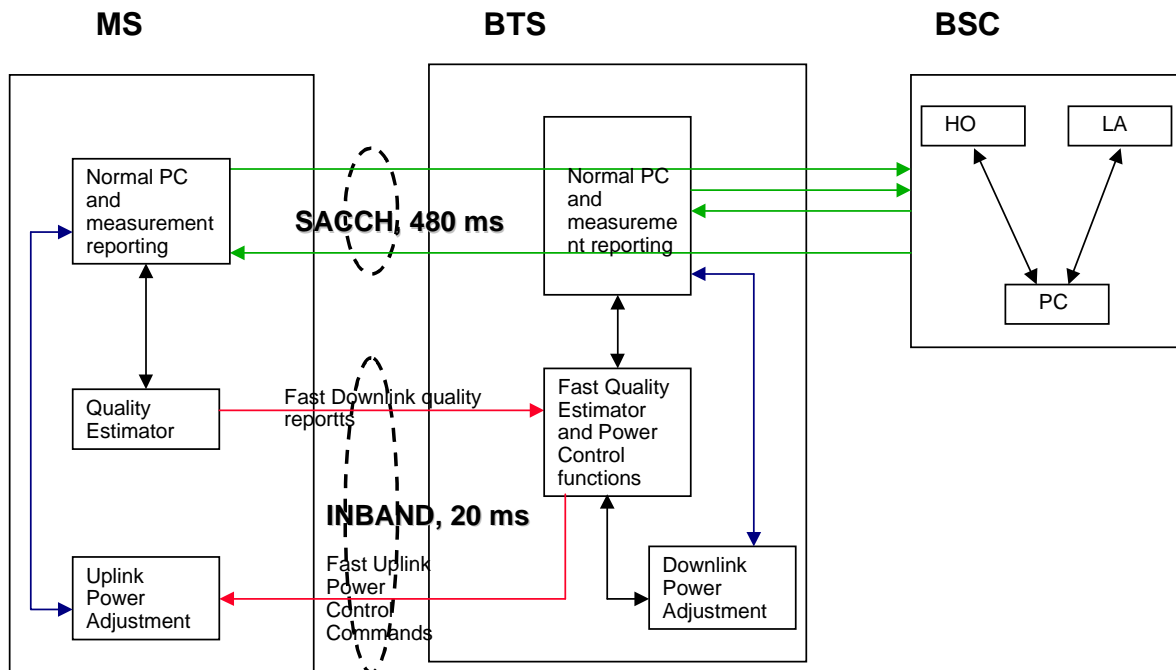 MS
BTS
BSC
HO
LA
PC
Normal PC
and
measurement
reporting
SACCH, 480 ms
Normal PC
and
measureme
nt reporting
Quality
Estimator
Fast Downlink quality
reportts
Fast Quality
Estimator
and Power
Control
functions
INBAND, 20 ms
Uplink
Power
Adjustment
Fast Uplink
Power
Control
Commands
Downlink
Power
Adjustment